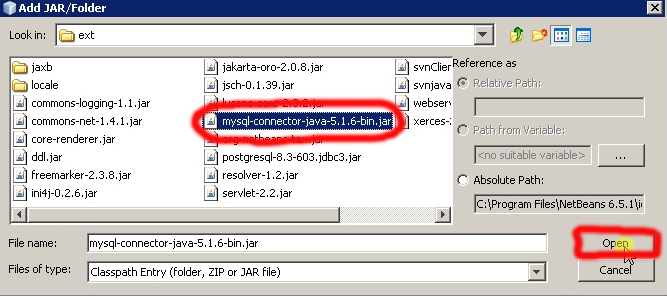 Add JAR/Folder
Look in:
ext
jaxb
locale
commons-logging-1.1.jar
commons-net-1.4.1.jar
core-renderer.jar
ddl.jar
freemarker-2.3.8.jar
ini4j-0.2.6.jar
jakarta-oro-2.0.8.jar
jsch-0.1.39.jar
mysql-connector-java-5.1.6-bin.jar
postgresql-8.3-603.jdbc3.jar
resolver-1.2.jar
servlet-2.2.jar
svnClien
svnjava
webserv
xerces-2
Reference as
Relative Path:
Path from Variable:
<no suitable variable>
...
Absolute Path:
C:\Program Files\NetBeans 6.5.1\i
File name:
mysql-connector-java-5.1.6-bin.jar
Open
Files of type:
Classpath Entry (folder, ZIP or JAR file)
Cancel